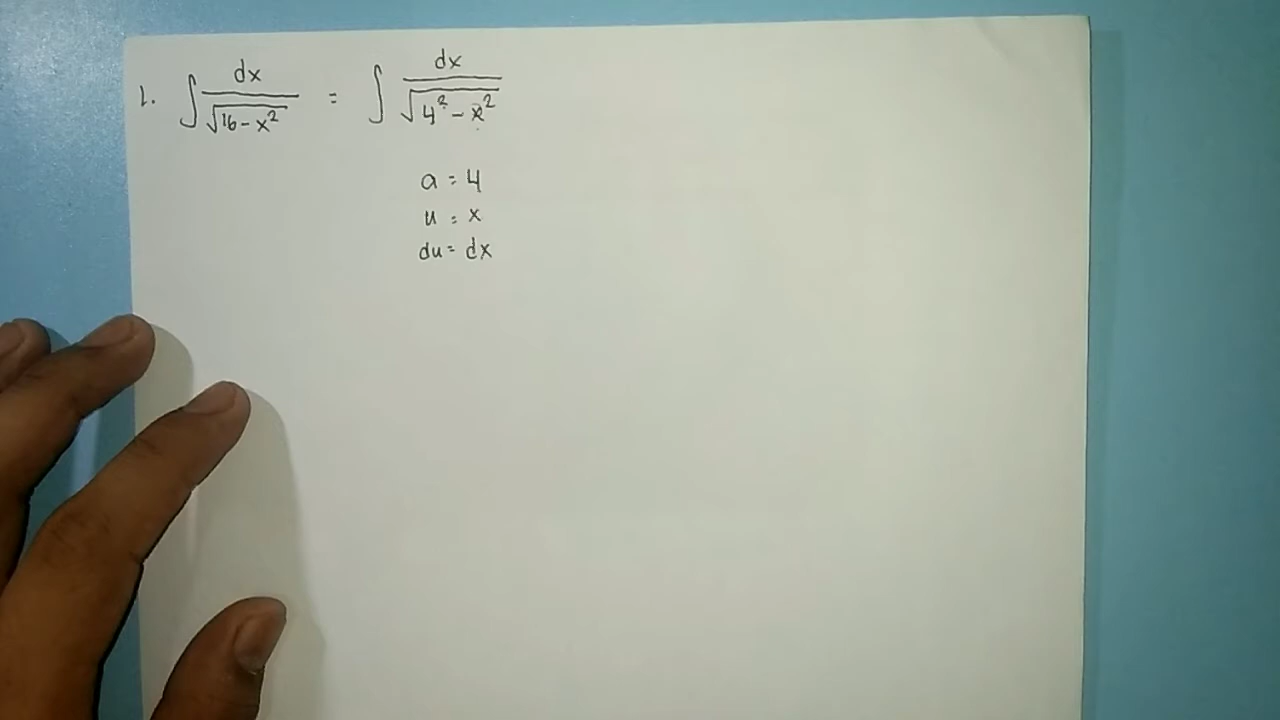 1. ∫ dx/√(16 - x²) = ∫ dx/√(4² - x²)
a = 4
u = x
du = dx